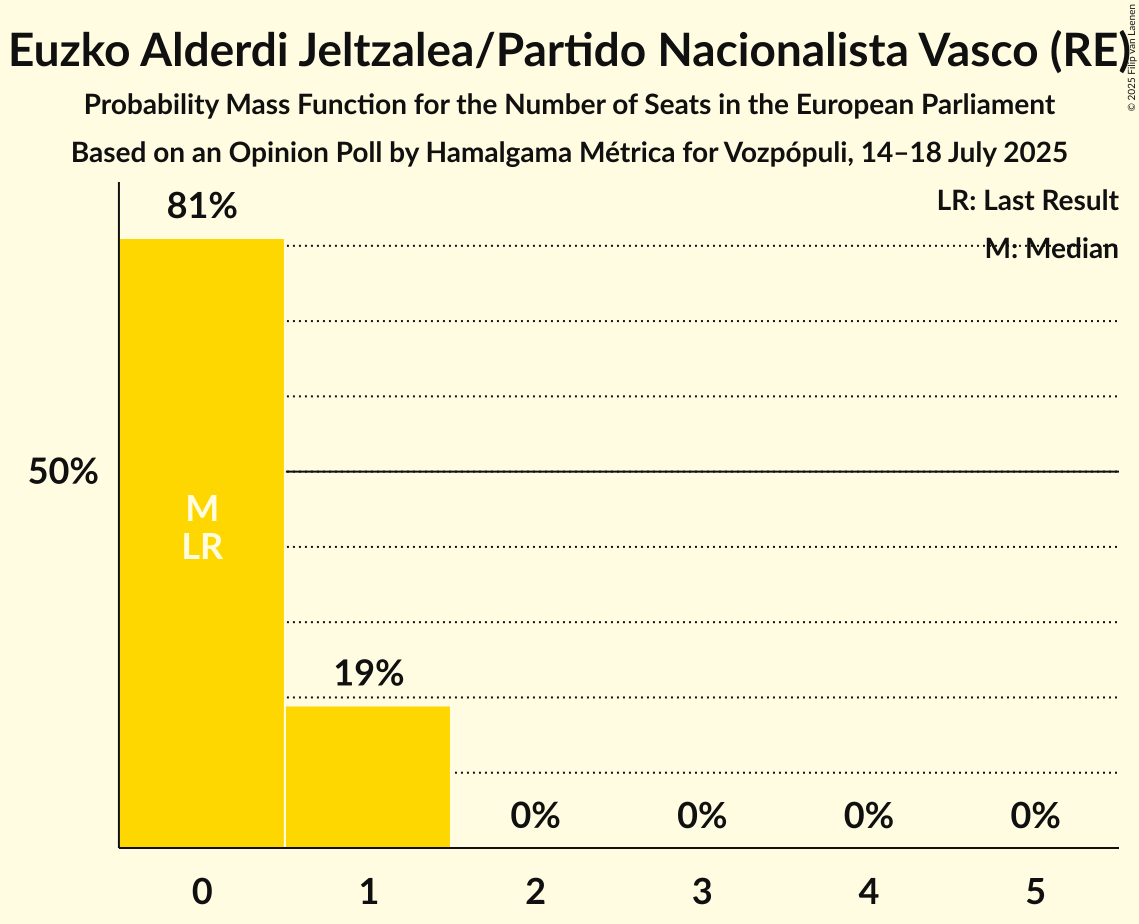 Euzko Alderdi Jeltzalea/Partido Nacionalista Vasco (RE)
© 2025 Filip van Laenen
Probability Mass Function for the Number of Seats in the European Parliament
Based on an Opinion Poll by Hamalgama Métrica for Vozpópuli, 14–18 July 2025
LR: Last Result
M: Median
81%
50%
M
LR
19%
0%
0%
0%
0%
0
1
2
3
4
5